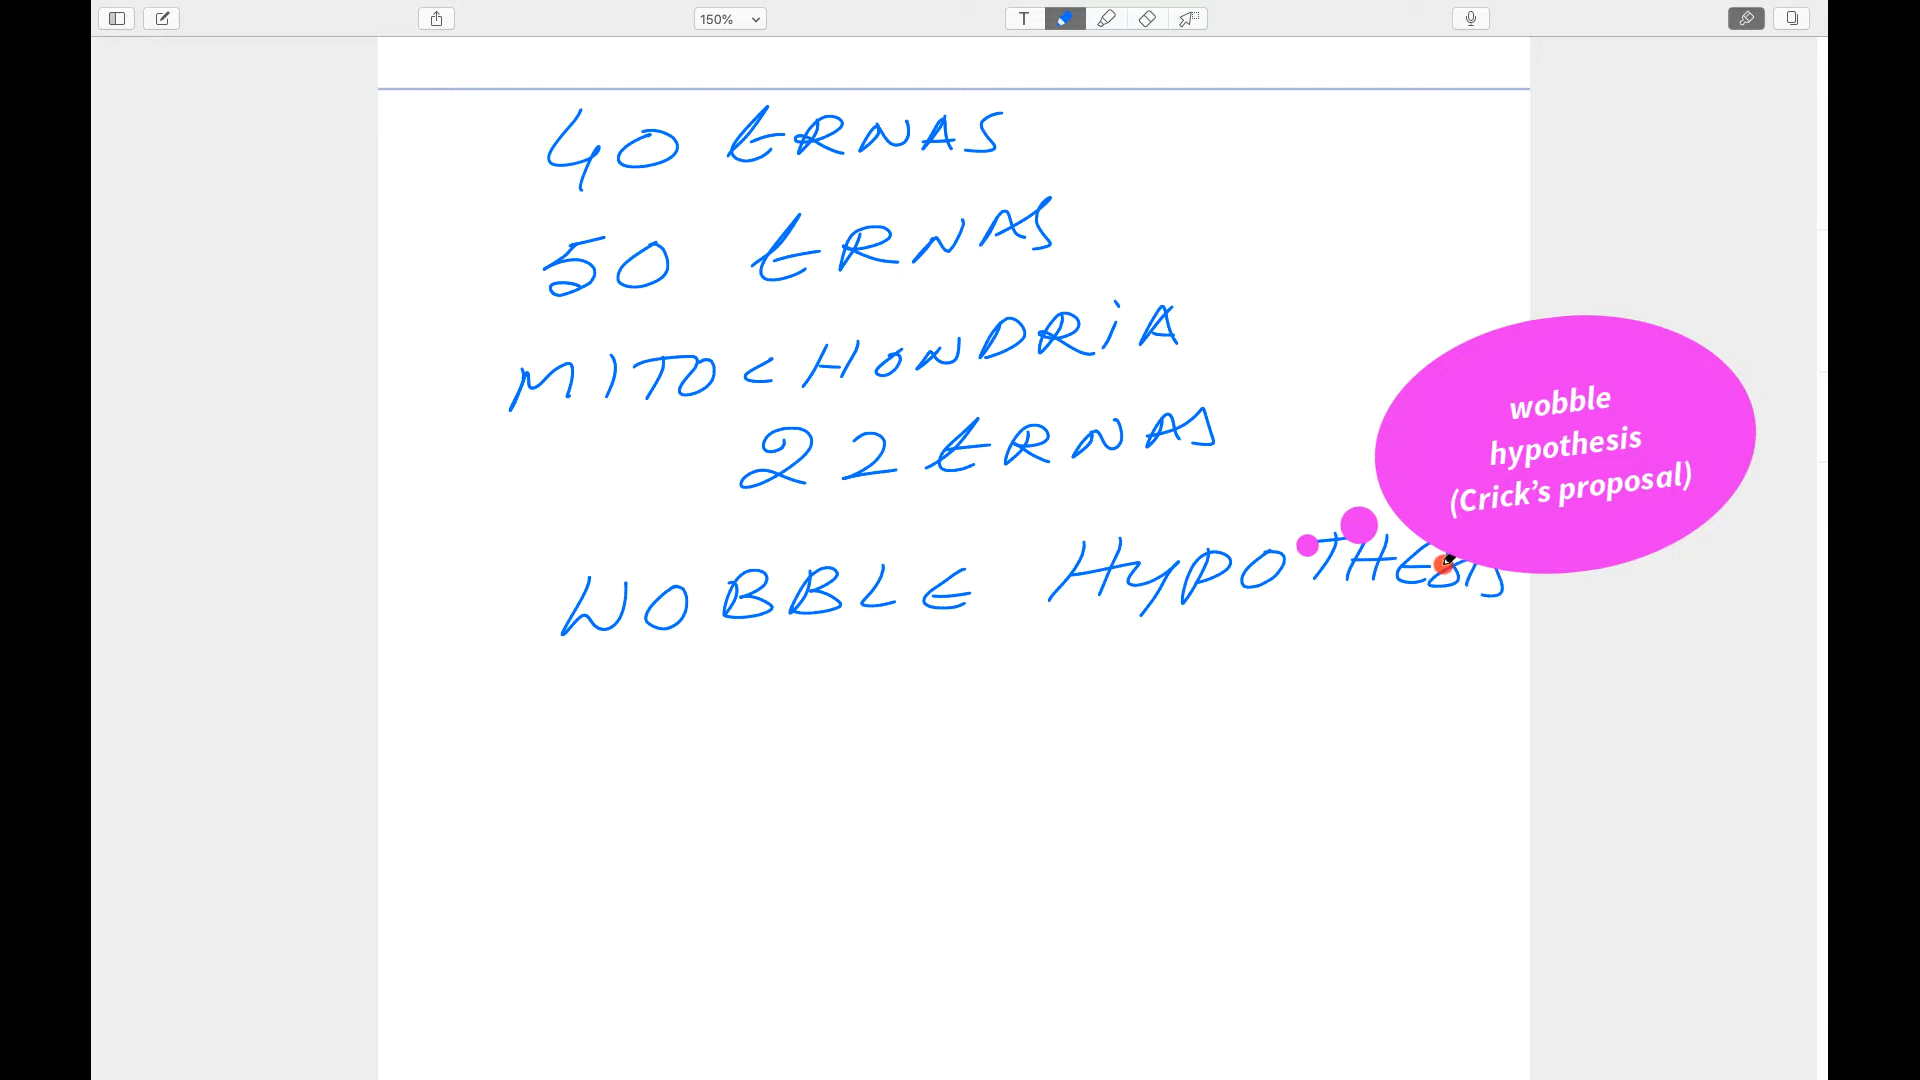 150%
T
40 tRNAS
50 tRNAS
MITOCHONDRIA
22 tRNAS
WOBBLE HypoTHESIS
wobble
hypothesis
(Crick’s proposal)